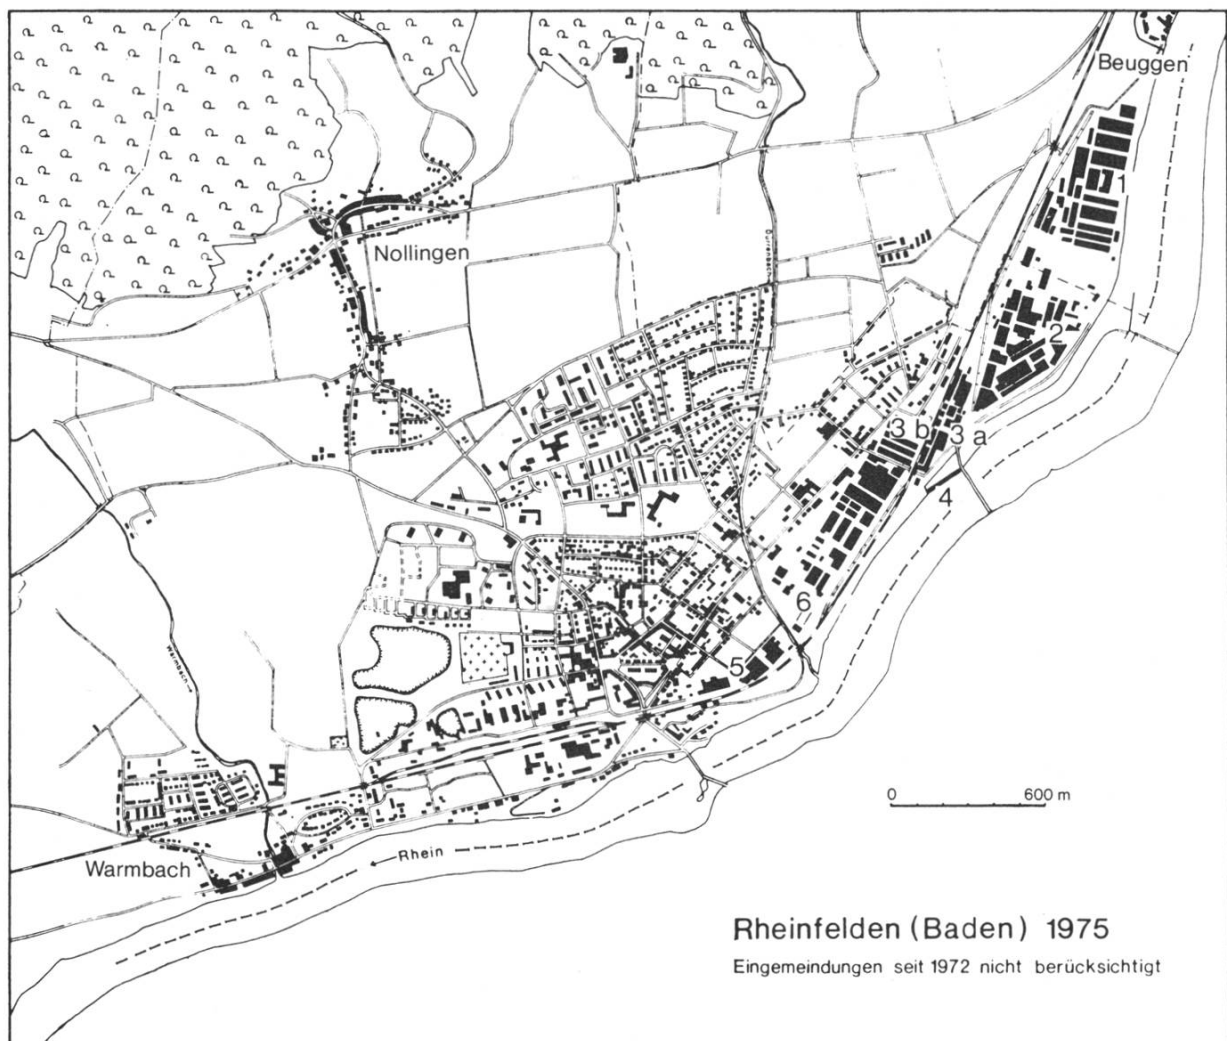 Beuggen
1
Nollingen
2
3 b
3 a
4
6
5
Warmbach
0 600 m
Warmbach
Rhein
Rheinfelden (Baden) 1975
Eingemeindungen seit 1972 nicht berücksichtigt